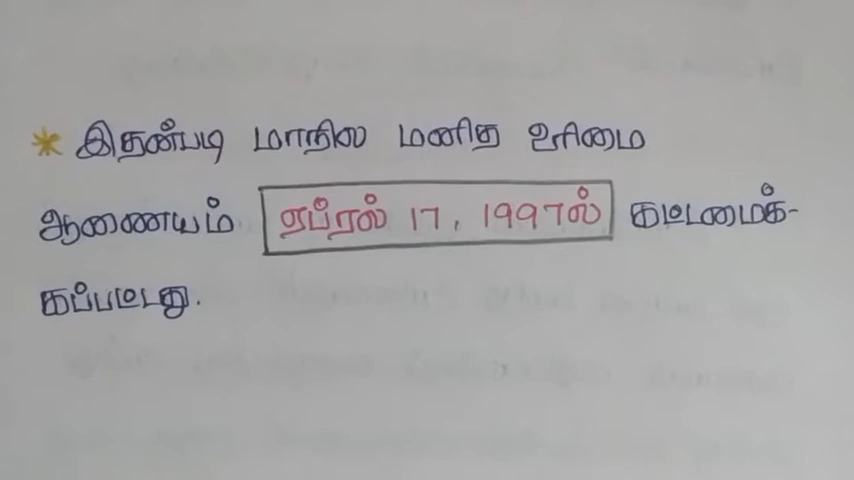 * இதன்படி மாநில மனித உரிமை
ஆணையம் ஏப்ரல் 17, 1997ல் கட்டமைக்-
கப்பட்டது.